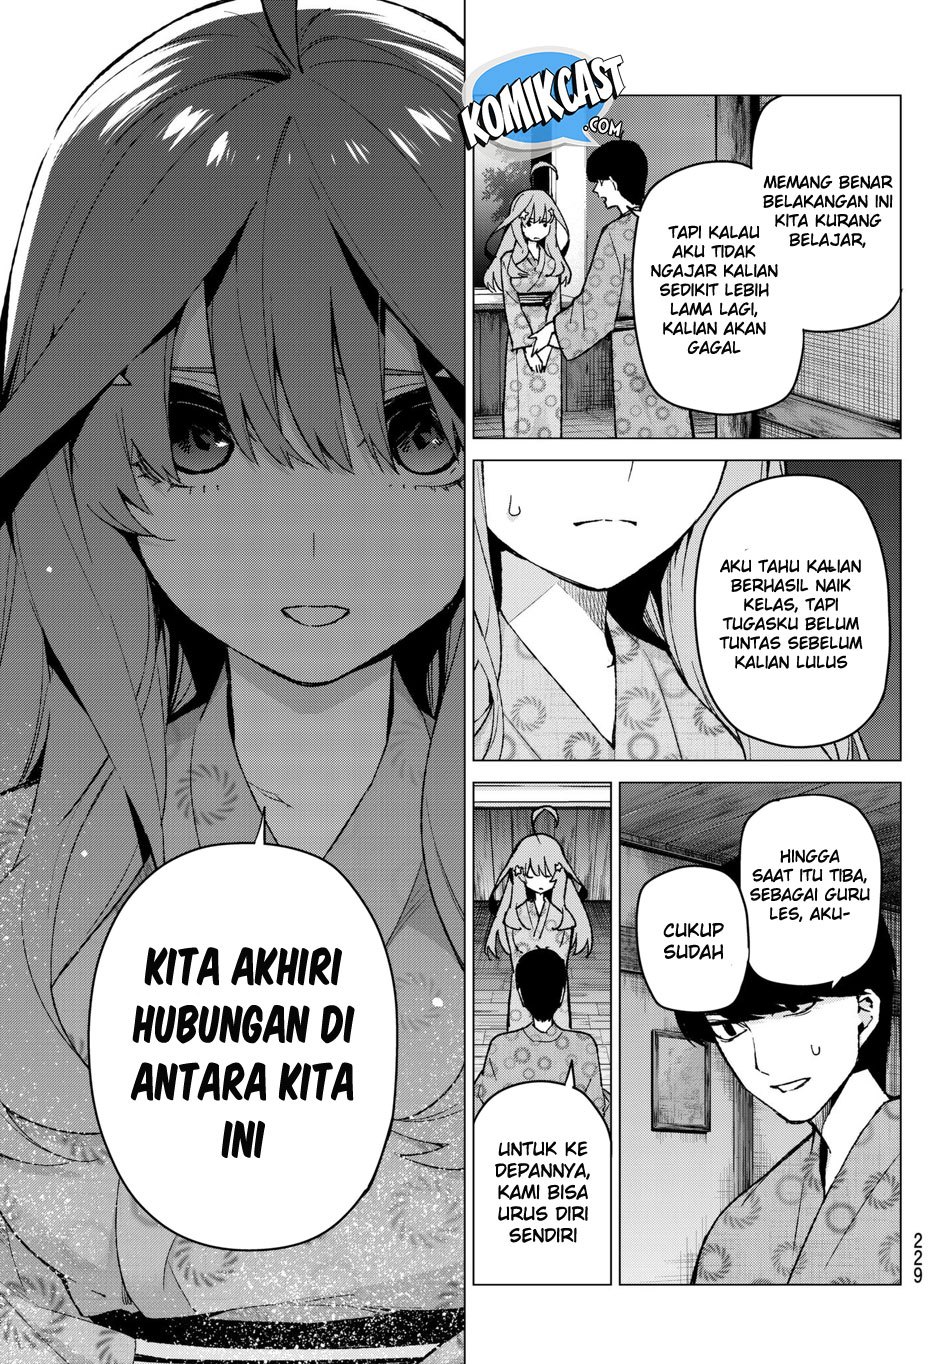 KOMIKCAST
.COM
MEMANG BENAR
BELAKANGAN INI
KITA KURANG
BELAJAR,
TAPI KALAU
AKU TIDAK
NGAJAR KALIAN
SEDIKIT LEBIH
LAMA LAGI,
KALIAN AKAN
GAGAL
AKU TAHU KALIAN
BERHASIL NAIK
KELAS, TAPI
TUGASKU BELUM
TUNTAS SEBELUM
KALIAN LULUS
HINGGA
SAAT ITU TIBA,
SEBAGAI GURU
LES, AKU-
CUKUP
SUDAH
UNTUK KE
DEPANNYA,
KAMI BISA
URUS DIRI
SENDIRI
KITA AKHIRI
HUBUNGAN DI
ANTARA KITA
INI
229